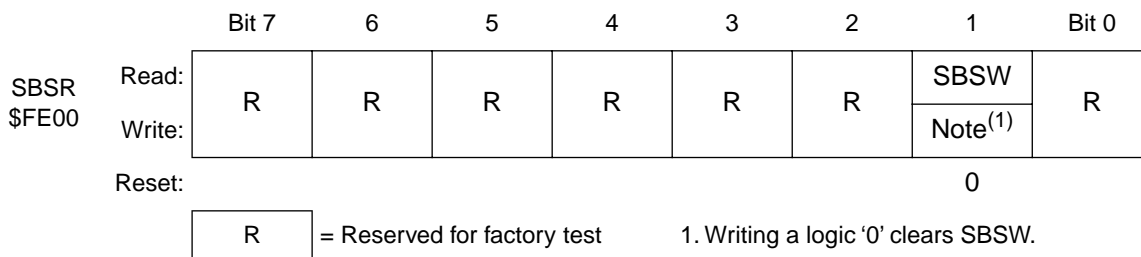 Bit 7 6 5 4 3 2 1 Bit 0
SBSR
$FE00
Read: R R R R R R SBSW R
Write: Note(1)
Reset: 0
R = Reserved for factory test 1. Writing a logic ‘0’ clears SBSW.